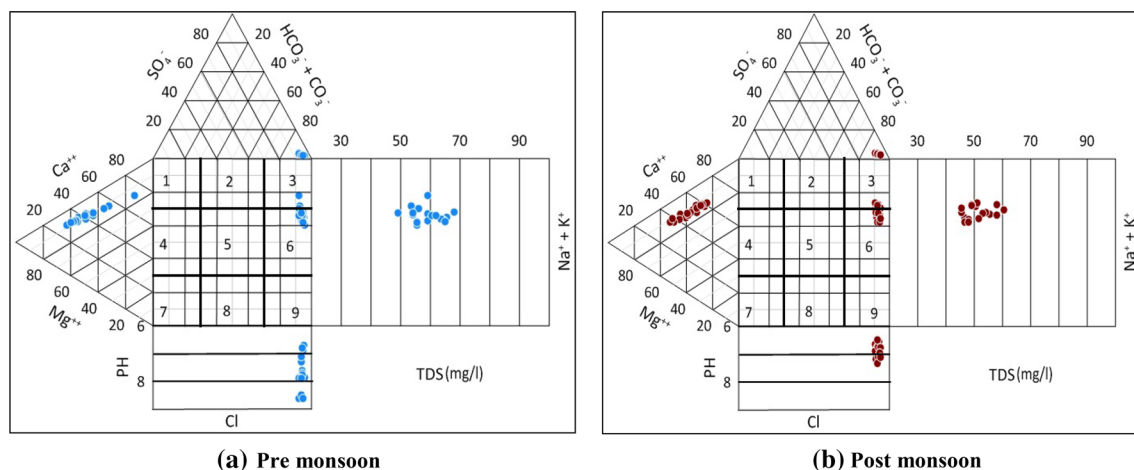 80 20
SO₄⁻ HCO₃⁻ + CO₃⁻
60 40
40 60
20 80
30 50 70 90
Ca⁺⁺ 80
60
40
20
1 2 3
4 5 6
7 8 9
80
60
40
20
Mg⁺⁺
6
PH
8
Cl
TDS (mg/l)
Na⁺ + K⁺
(a) Pre monsoon
80 20
SO₄⁻ HCO₃⁻ + CO₃⁻
60 40
40 60
20 80
30 50 70 90
Ca⁺⁺ 80
60
40
20
1 2 3
4 5 6
7 8 9
80
60
40
20
Mg⁺⁺
6
PH
8
Cl
TDS (mg/l)
Na⁺ + K⁺
(b) Post monsoon